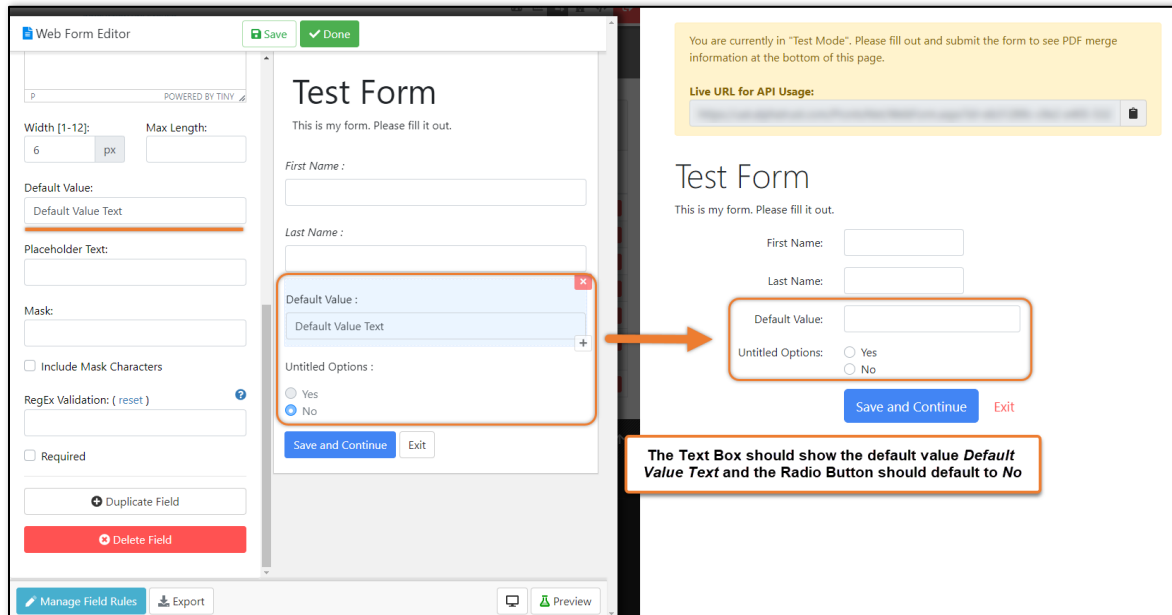 Web Form Editor
Save
Done
P
POWERED BY TINY
Width [1-12]:
Max Length:
6
px
Default Value:
Default Value Text
Placeholder Text:
Mask:
Include Mask Characters
RegEx Validation: ( reset )
Required
Duplicate Field
Delete Field
Manage Field Rules
Export
Preview
Test Form
This is my form. Please fill it out.
First Name :
Last Name :
Default Value :
Default Value Text
Untitled Options :
Yes
No
Save and Continue
Exit
You are currently in "Test Mode". Please fill out and submit the form to see PDF merge
information at the bottom of this page.
Live URL for API Usage:
Test Form
This is my form. Please fill it out.
First Name:
Last Name:
Default Value:
Untitled Options:
Yes
No
Save and Continue
Exit
The Text Box should show the default value Default
Value Text and the Radio Button should default to No